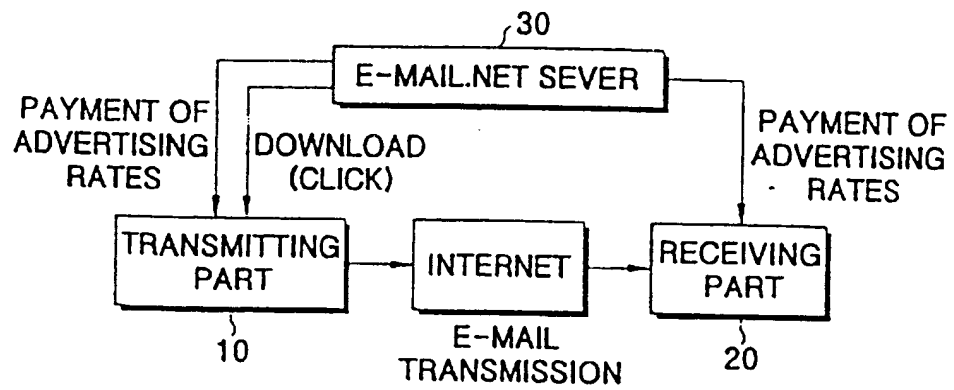 30
E-MAIL.NET SEVER
PAYMENT OF
ADVERTISING
RATES
DOWNLOAD
(CLICK)
PAYMENT OF
ADVERTISING
RATES
TRANSMITTING
PART
INTERNET
RECEIVING
PART
10
E-MAIL
TRANSMISSION
20